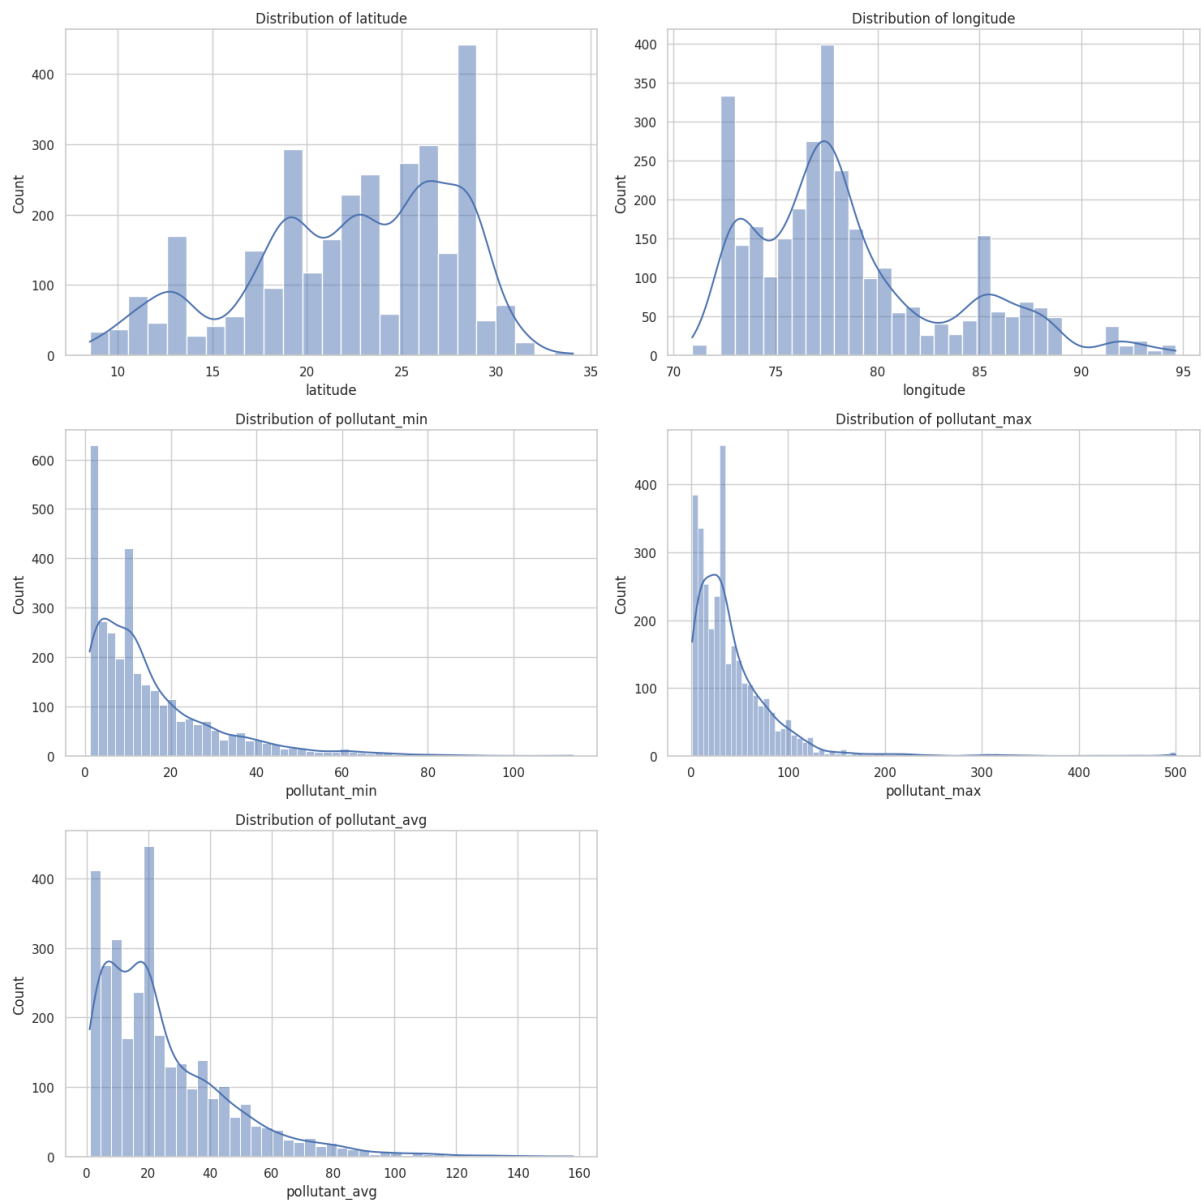 Distribution of latitude
Count
400
300
200
100
0
10 15 20 25 30 35
latitude
Distribution of longitude
Count
400
350
300
250
200
150
100
50
0
70 75 80 85 90 95
longitude
Distribution of pollutant_min
Count
600
500
400
300
200
100
0
0 20 40 60 80 100
pollutant_min
Distribution of pollutant_max
Count
400
300
200
100
0
0 100 200 300 400 500
pollutant_max
Distribution of pollutant_avg
Count
400
300
200
100
0
0 20 40 60 80 100 120 140 160
pollutant_avg